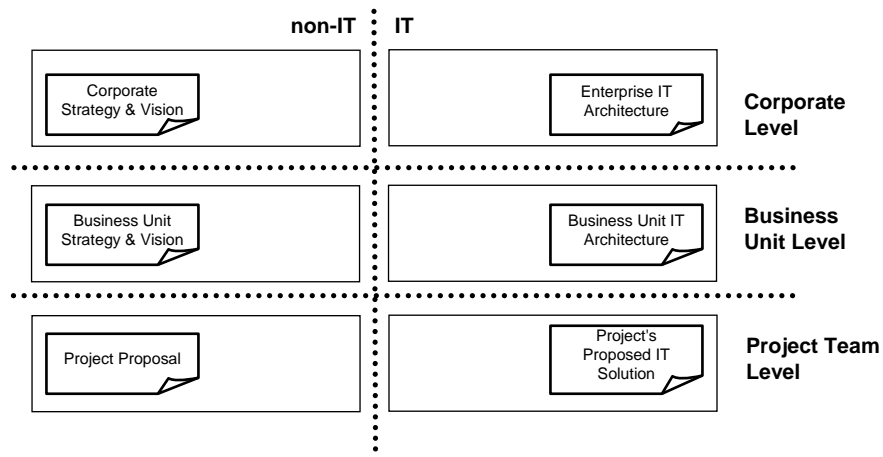 non-IT
IT
Corporate
Strategy & Vision
Enterprise IT
Architecture
Corporate
Level
Business Unit
Strategy & Vision
Business Unit IT
Architecture
Business
Unit Level
Project Proposal
Project's
Proposed IT
Solution
Project Team
Level